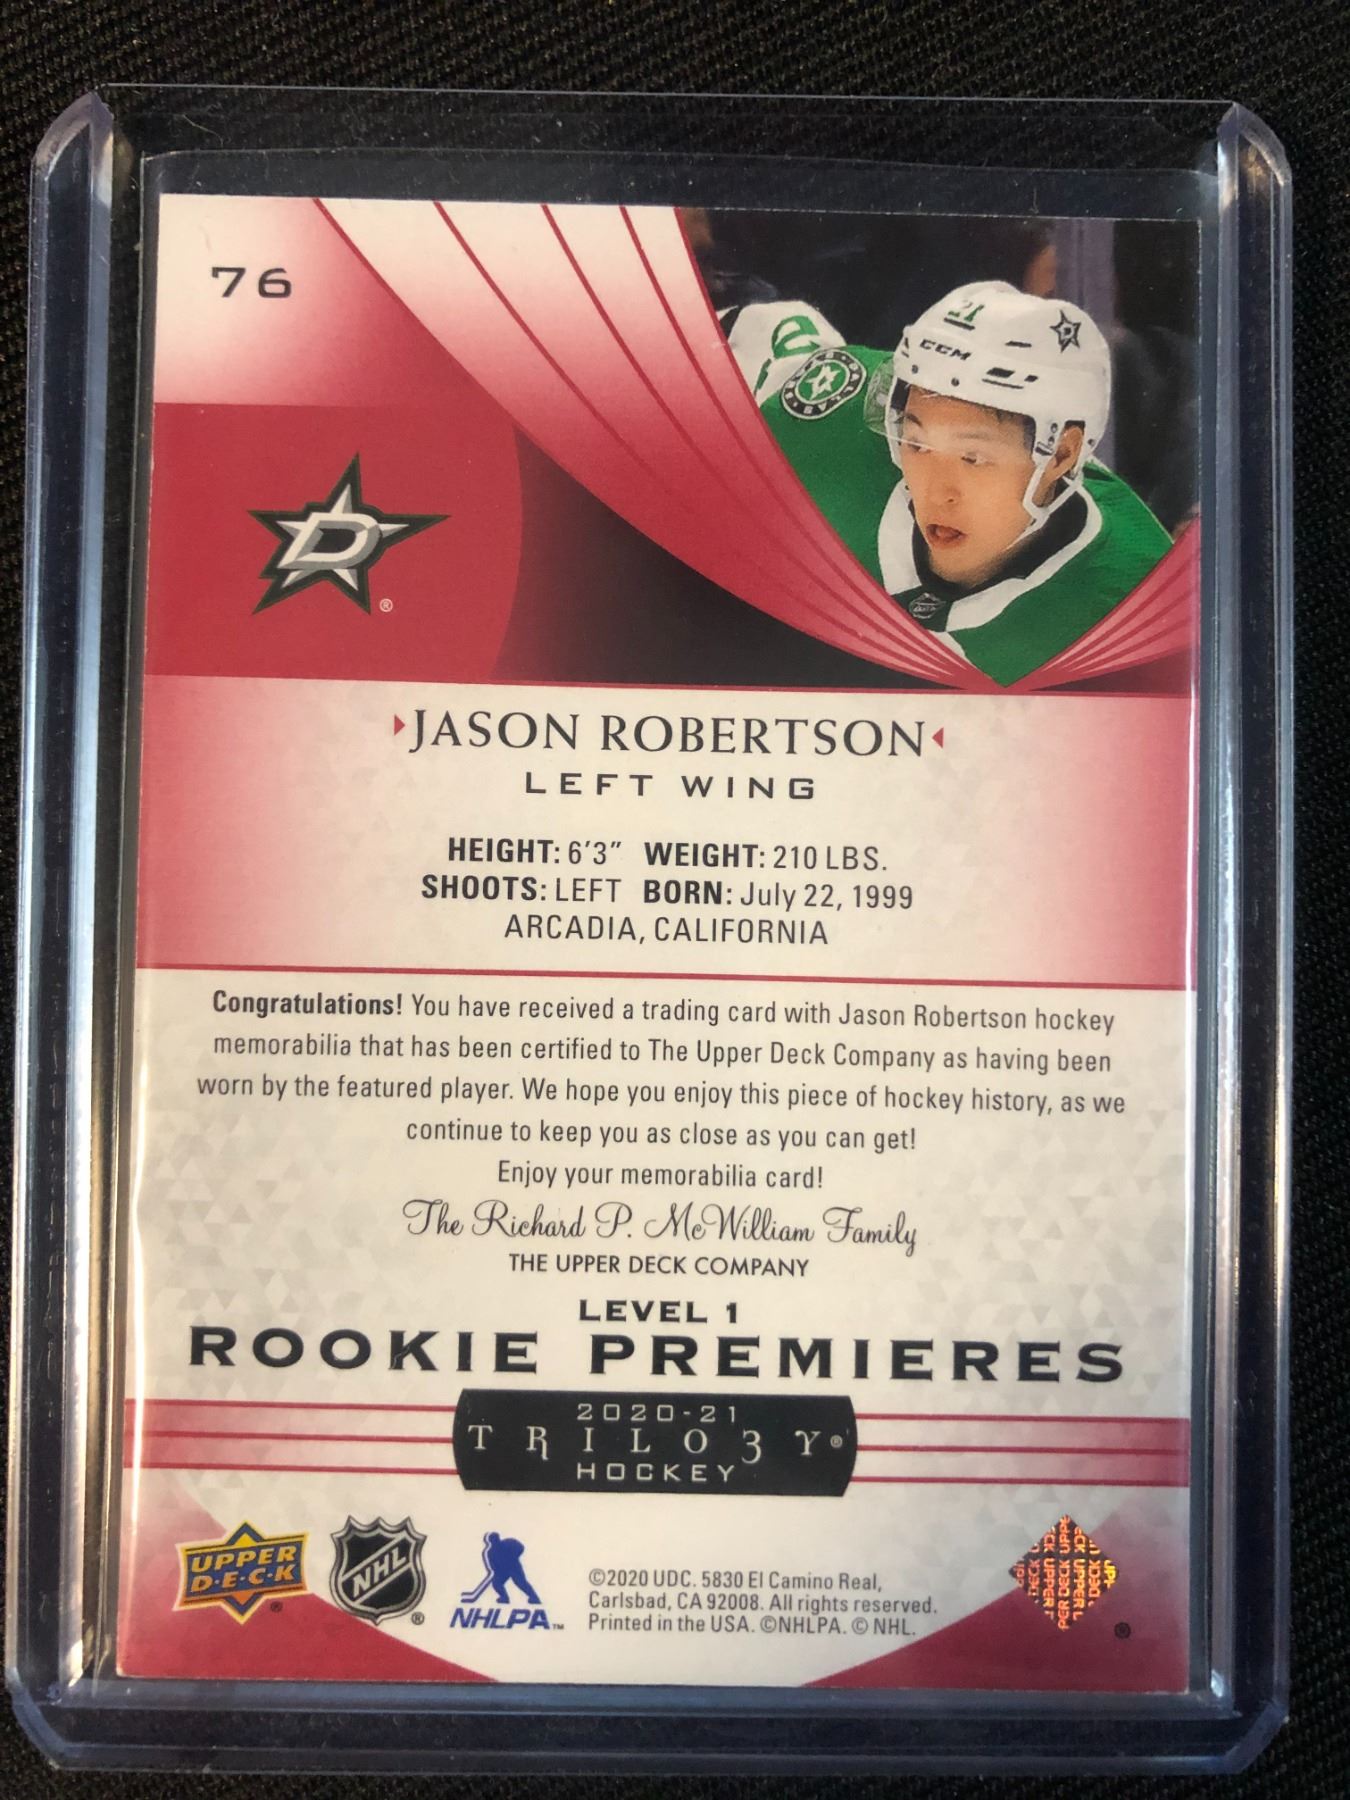 76
21
CCM
DALLAS
D
®
JASON ROBERTSON
LEFT WING
HEIGHT: 6'3" WEIGHT: 210 LBS.
SHOOTS: LEFT BORN: July 22, 1999
ARCADIA, CALIFORNIA
Congratulations! You have received a trading card with Jason Robertson hockey
memorabilia that has been certified to The Upper Deck Company as having been
worn by the featured player. We hope you enjoy this piece of hockey history, as we
continue to keep you as close as you can get!
Enjoy your memorabilia card!
The Richard P. McWilliam Family
THE UPPER DECK COMPANY
LEVEL 1
ROOKIE PREMIERES
2020-21
TRILO3Y®
HOCKEY
UPPER
D·E·C·K ®
NHL ®
NHLPA™
©2020 UDC. 5830 El Camino Real,
Carlsbad, CA 92008. All rights reserved.
Printed in the USA. ©NHLPA. © NHL.
UPPER DECK
®